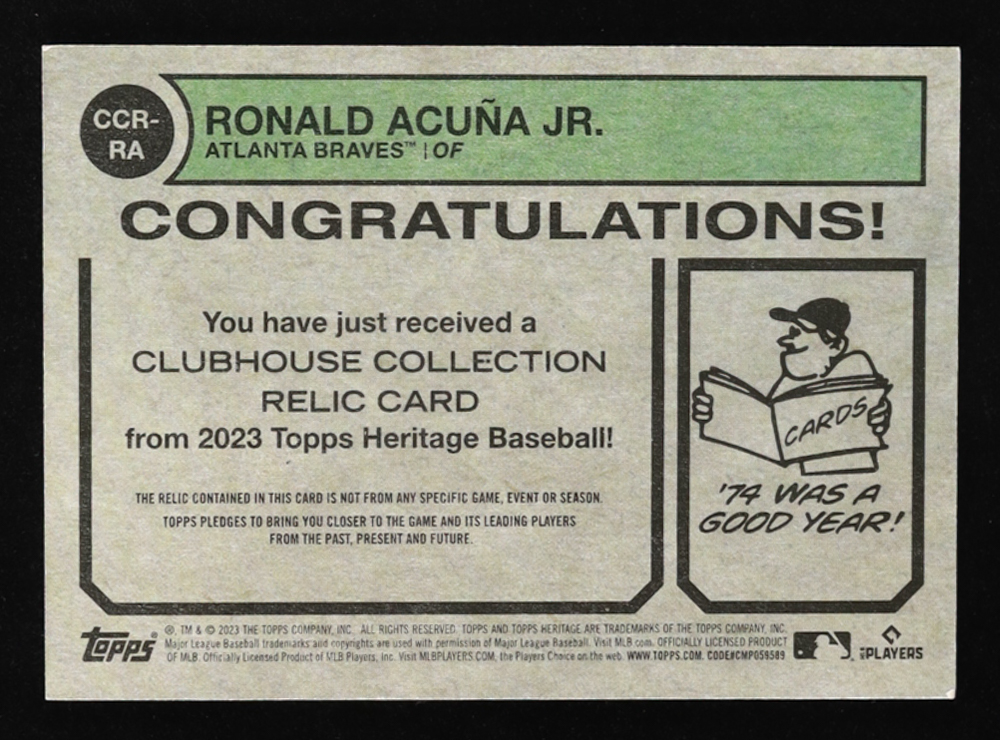 CCR-
RA
RONALD ACUÑA JR.
ATLANTA BRAVES™ | OF
CONGRATULATIONS!
You have just received a
CLUBHOUSE COLLECTION
RELIC CARD
from 2023 Topps Heritage Baseball!
THE RELIC CONTAINED IN THIS CARD IS NOT FROM ANY SPECIFIC GAME, EVENT OR SEASON.
TOPPS PLEDGES TO BRING YOU CLOSER TO THE GAME AND ITS LEADING PLAYERS
FROM THE PAST, PRESENT AND FUTURE.
CARDS
'74 WAS A
GOOD YEAR!
topps®
®, TM & © 2023 THE TOPPS COMPANY, INC. ALL RIGHTS RESERVED. TOPPS AND TOPPS HERITAGE ARE TRADEMARKS OF THE TOPPS COMPANY, INC.
Major League Baseball trademarks and copyrights are used with permission of Major League Baseball. Visit MLB.com. OFFICIALLY LICENSED PRODUCT
OF MLB. Officially Licensed Product of MLB Players, Inc. Visit MLBPLAYERS.COM, the Players Choice on the web. WWW.TOPPS.COM. CODE#CMP059589
MLB PLAYERS